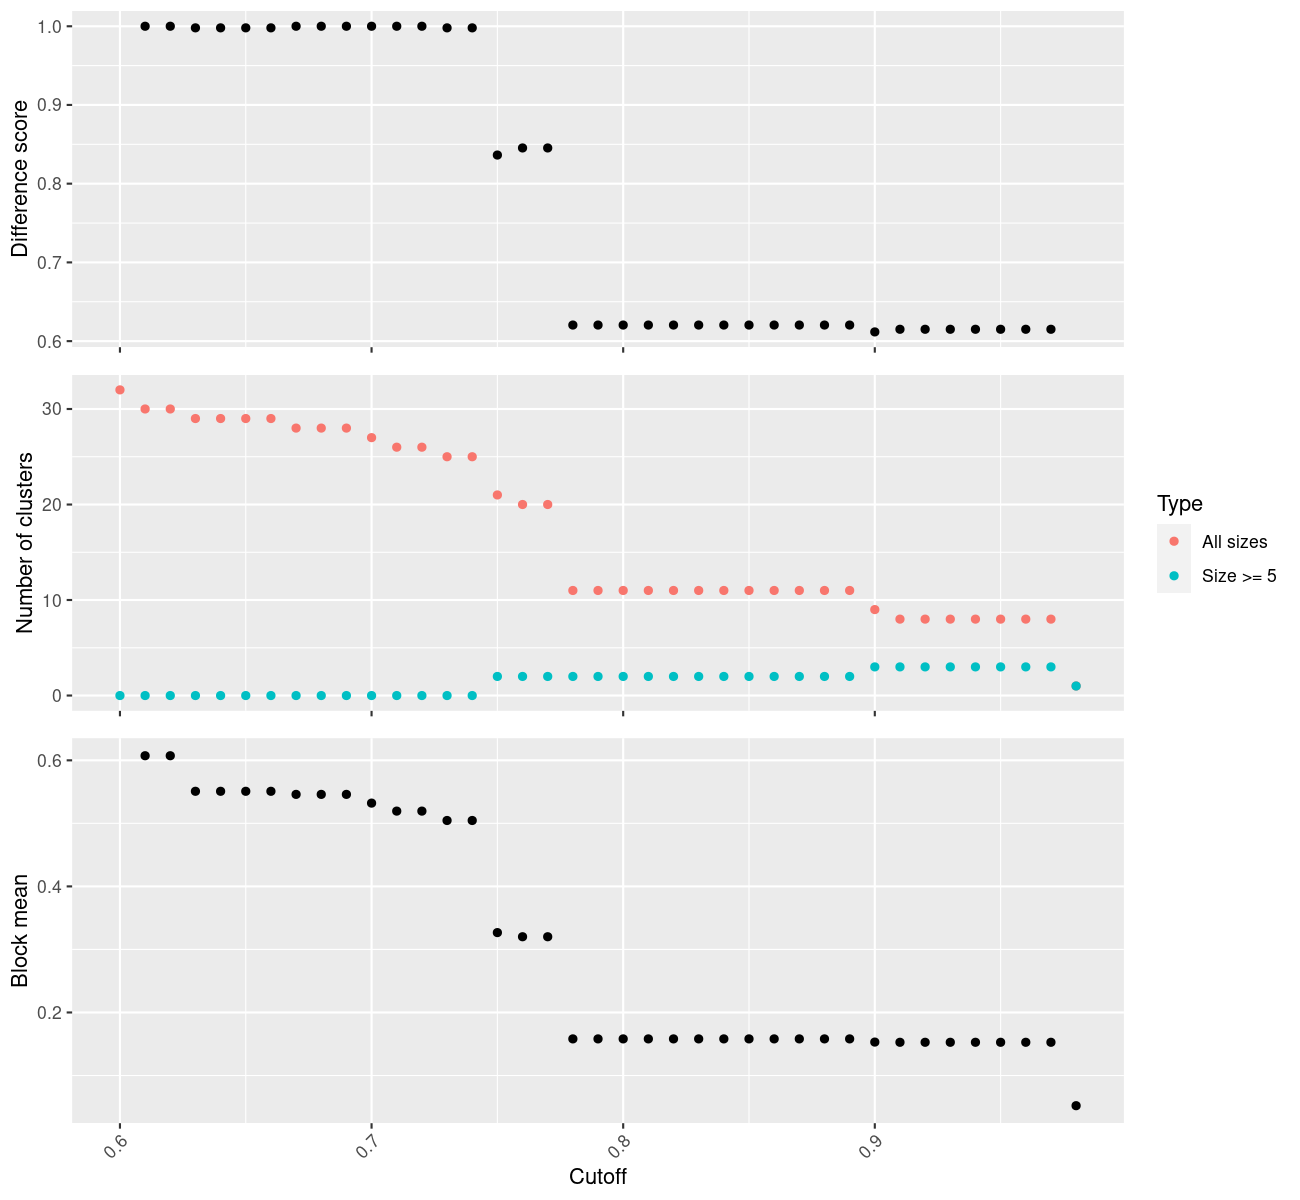 Difference score
1.0
0.9
0.8
0.7
0.6
Number of clusters
30
20
10
0
Type
All sizes
Size >= 5
Block mean
0.6
0.4
0.2
0.6
0.7
0.8
0.9
Cutoff